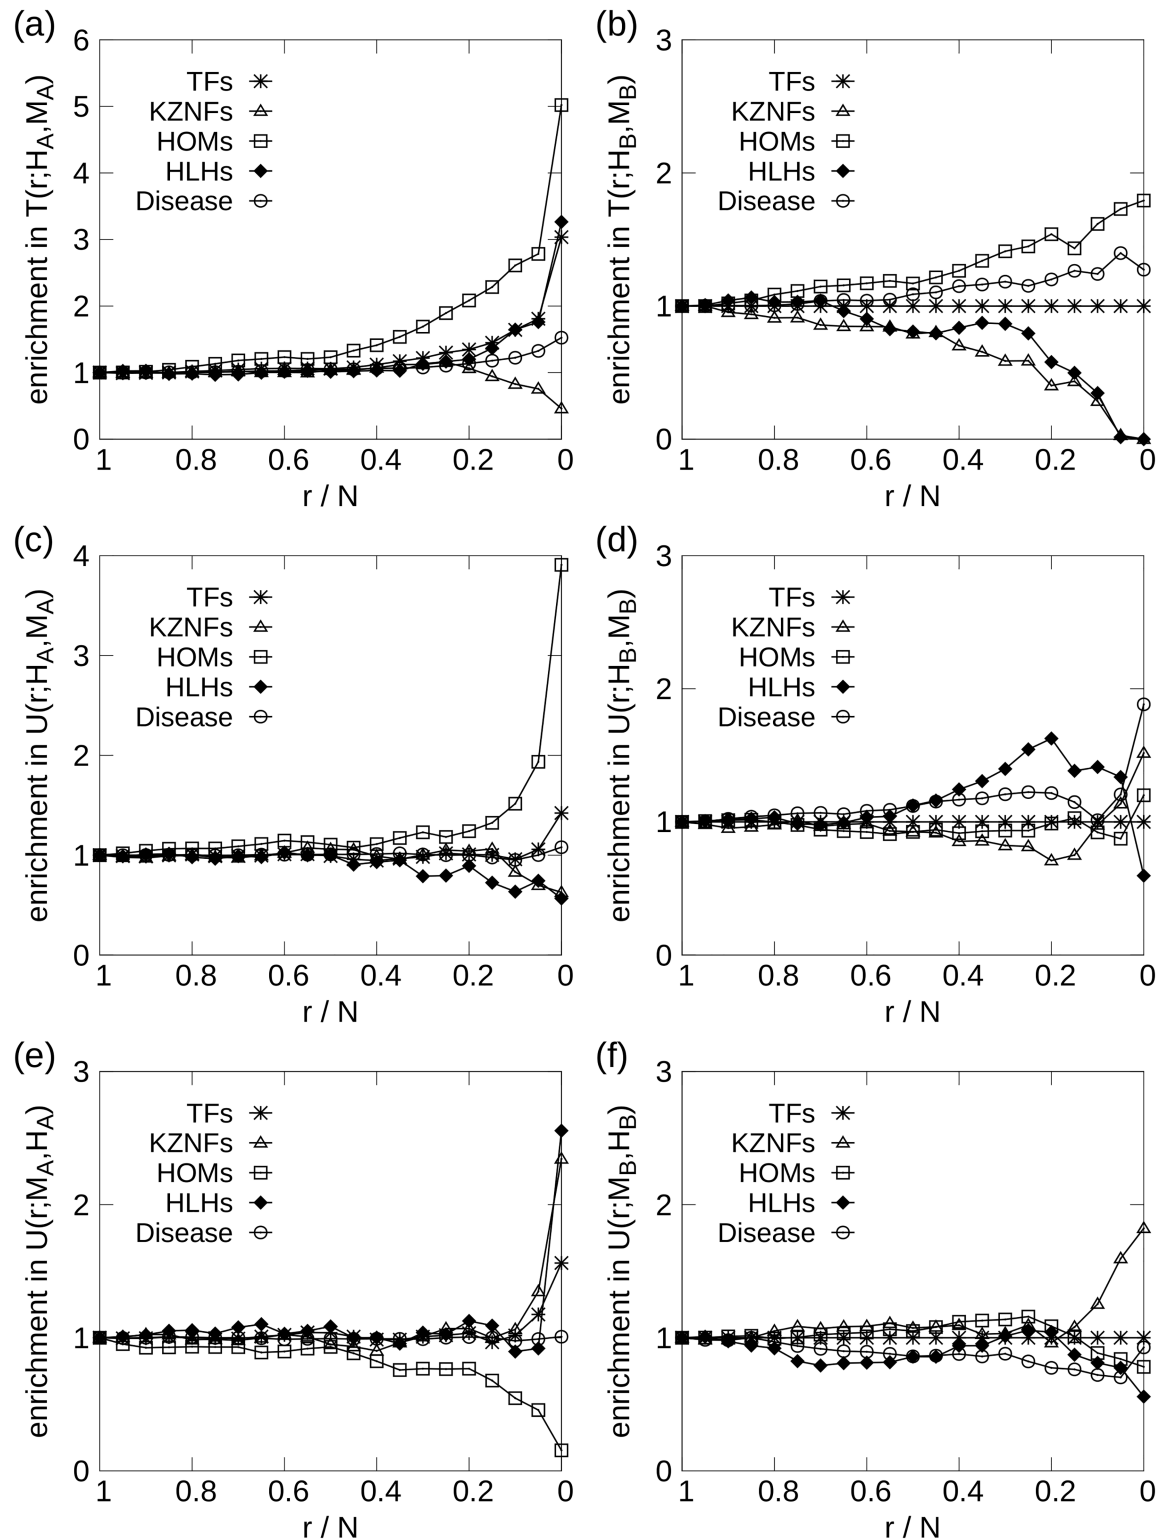 (a)
6
5
4
3
2
1
0
enrichment in T(r;H_A,M_A)
TFs
KZNFs
HOMs
HLHs
Disease
1 0.8 0.6 0.4 0.2 0
r / N
(b)
3
2
1
0
enrichment in T(r;H_B,M_B)
TFs
KZNFs
HOMs
HLHs
Disease
1 0.8 0.6 0.4 0.2 0
r / N
(c)
4
3
2
1
0
enrichment in U(r;H_A,M_A)
TFs
KZNFs
HOMs
HLHs
Disease
1 0.8 0.6 0.4 0.2 0
r / N
(d)
3
2
1
0
enrichment in U(r;H_B,M_B)
TFs
KZNFs
HOMs
HLHs
Disease
1 0.8 0.6 0.4 0.2 0
r / N
(e)
3
2
1
0
enrichment in U(r;M_A,H_A)
TFs
KZNFs
HOMs
HLHs
Disease
1 0.8 0.6 0.4 0.2 0
r / N
(f)
3
2
1
0
enrichment in U(r;M_B,H_B)
TFs
KZNFs
HOMs
HLHs
Disease
1 0.8 0.6 0.4 0.2 0
r / N